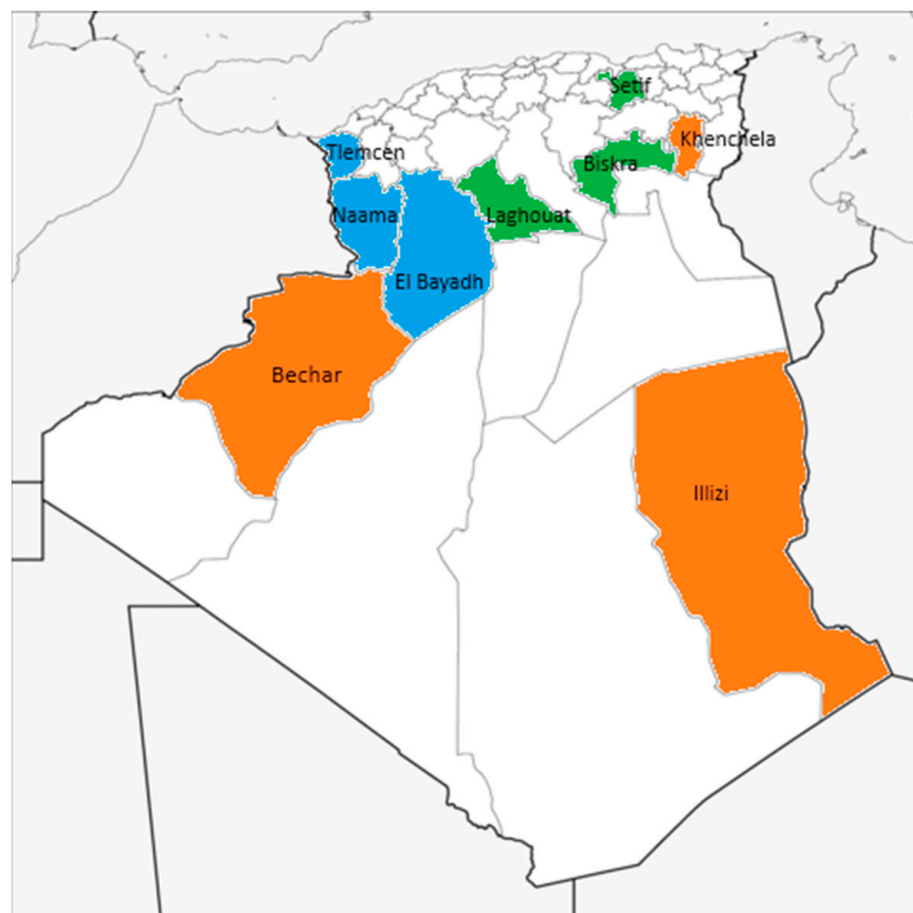 Setif
Khenchela
Tlemcen
Biskra
Naama
Laghouat
El Bayadh
Bechar
Illizi